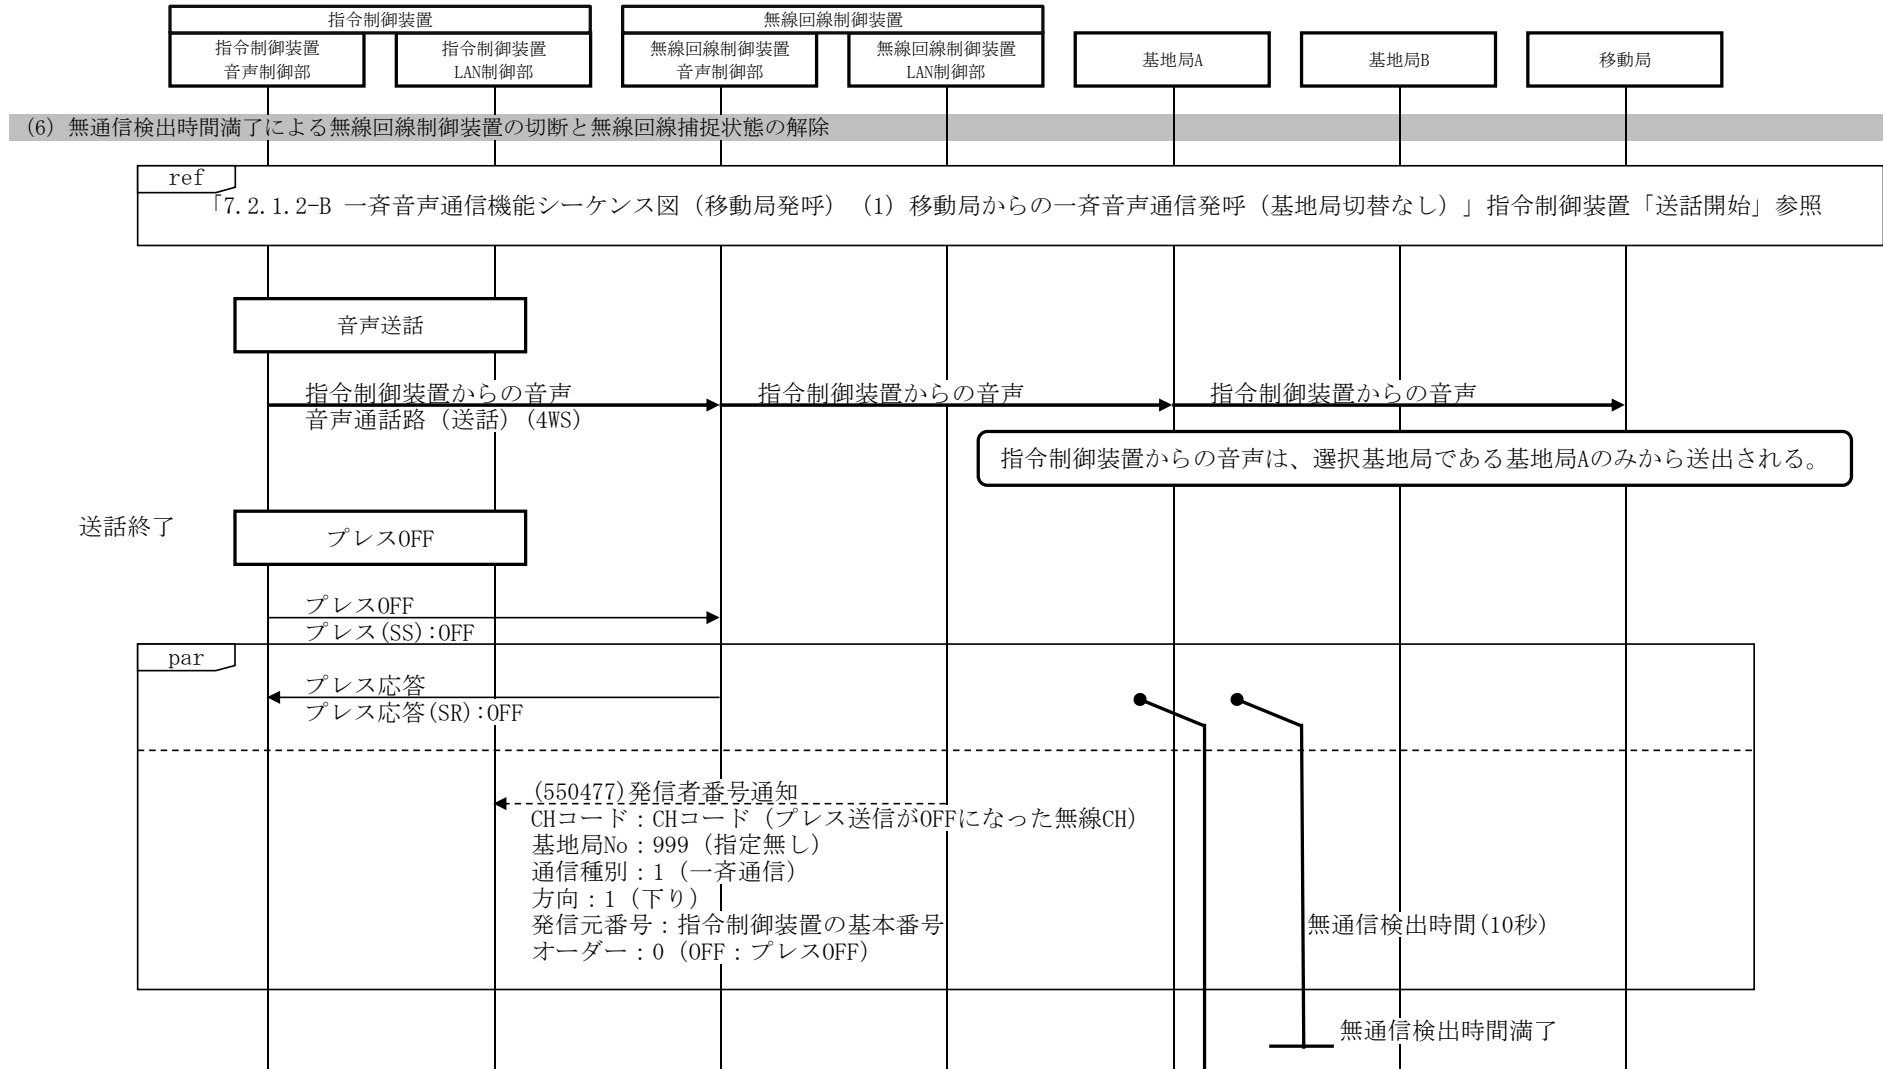 指令制御装置
無線回線制御装置
指令制御装置
音声制御部
指令制御装置
LAN制御部
無線回線制御装置
音声制御部
無線回線制御装置
LAN制御部
基地局A
基地局B
移動局
(6) 無通信検出時間満了による無線回線制御装置の切断と無線回線捕捉状態の解除
ref
「7.2.1.2-B 一斉音声通信機能シーケンス図（移動局発呼）（1）移動局からの一斉音声通信発呼（基地局切替なし）」指令制御装置「送話開始」参照
音声送話
指令制御装置からの音声
音声通話路（送話）(4WS)
指令制御装置からの音声
指令制御装置からの音声
指令制御装置からの音声は、選択基地局である基地局Aのみから送出される。
送話終了
プレスOFF
プレスOFF
プレス(SS):OFF
par
プレス応答
プレス応答(SR):OFF
(550477)発信者番号通知
CHコード：CHコード（プレス送信がOFFになった無線CH）
基地局No：999（指定無し）
通信種別：1（一斉通信）
方向：1（下り）
発信元番号：指令制御装置の基本番号
オーダー：0（OFF：プレスOFF）
無通信検出時間(10秒)
無通信検出時間満了